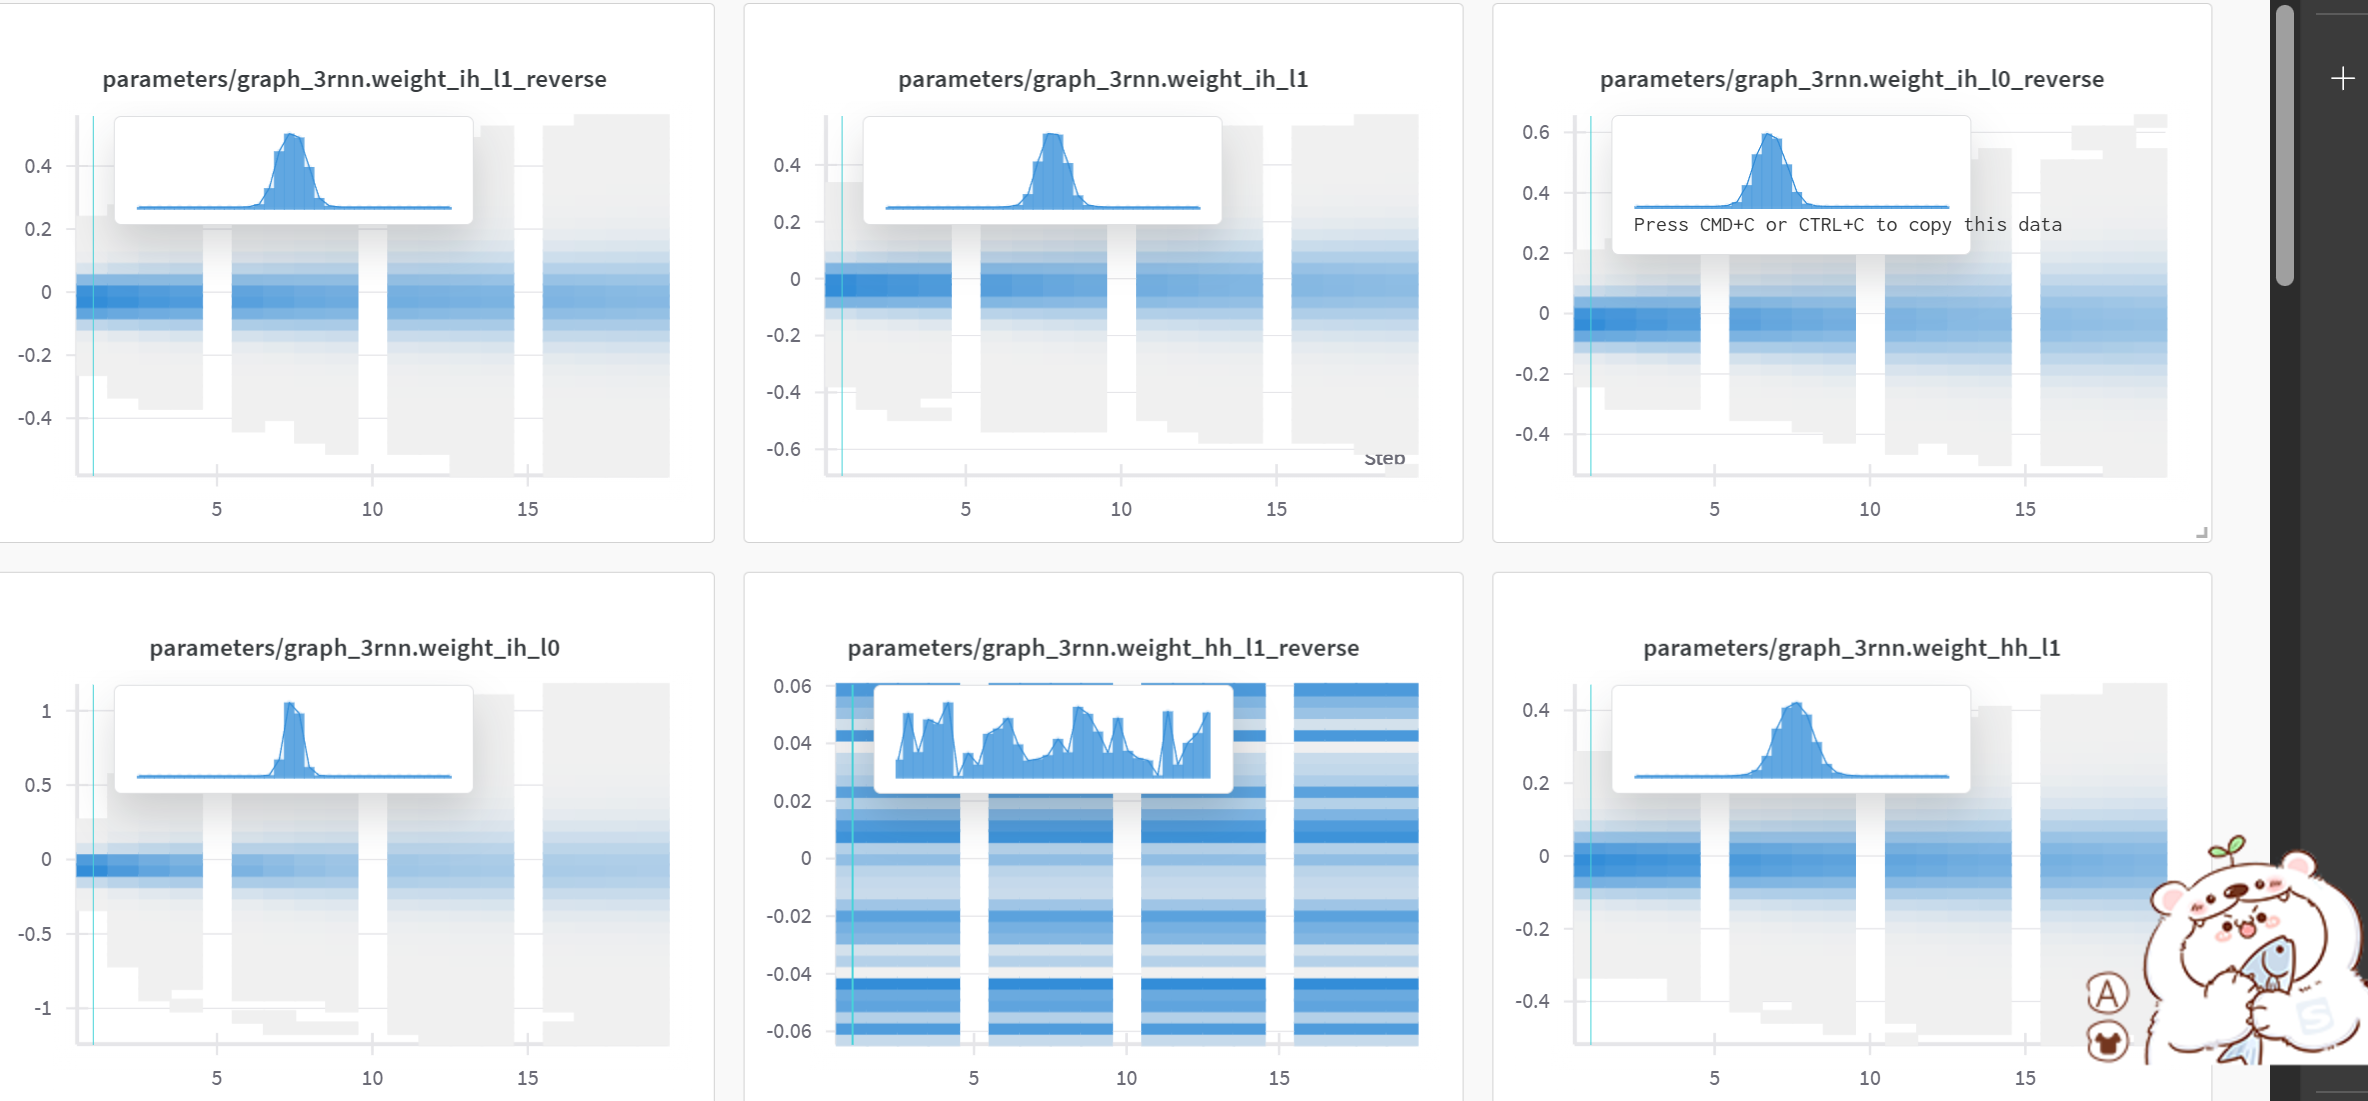 parameters/graph_3rnn.weight_ih_l1_reverse
0.4
0.2
0
-0.2
-0.4
5 10 15
parameters/graph_3rnn.weight_ih_l1
0.4
0.2
0
-0.2
-0.4
-0.6
Step
5 10 15
parameters/graph_3rnn.weight_ih_l0_reverse
0.6
0.4
Press CMD+C or CTRL+C to copy this data
0.2
0
-0.2
-0.4
5 10 15
parameters/graph_3rnn.weight_ih_l0
1
0.5
0
-0.5
-1
5 10 15
parameters/graph_3rnn.weight_hh_l1_reverse
0.06
0.04
0.02
0
-0.02
-0.04
-0.06
5 10 15
parameters/graph_3rnn.weight_hh_l1
0.4
0.2
0
-0.2
-0.4
5 10 15
A
S